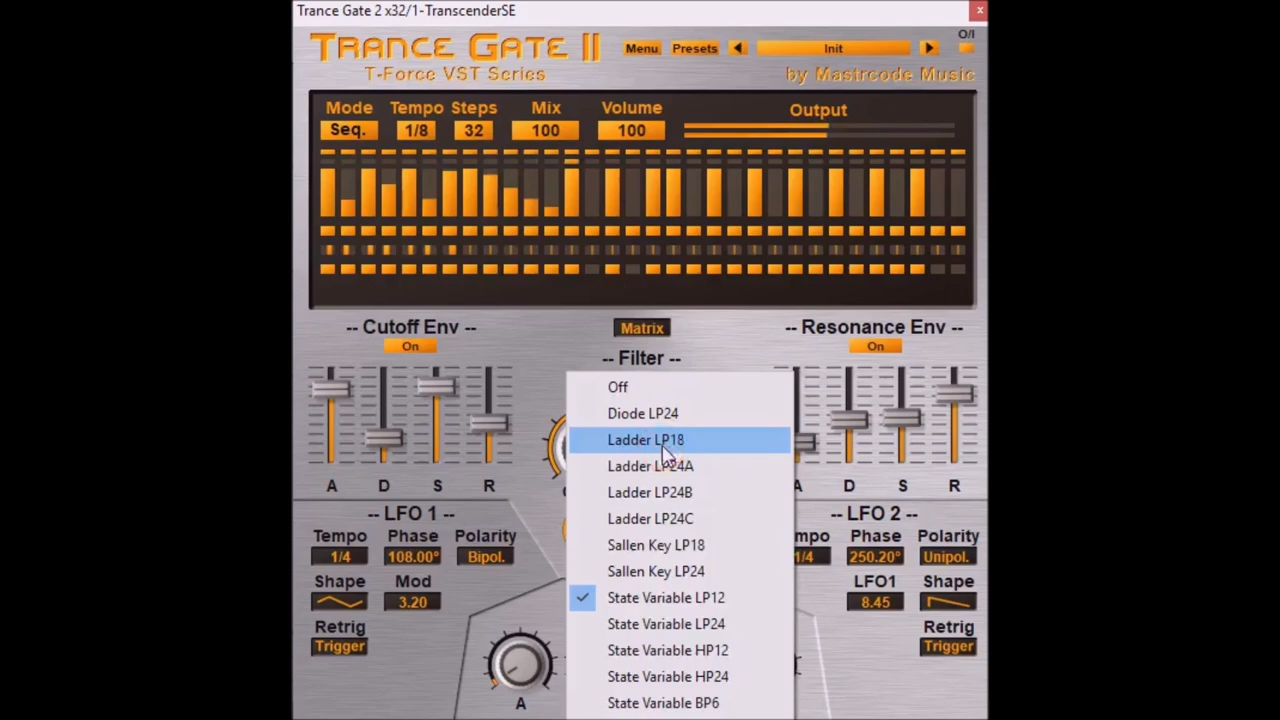 Trance Gate 2 x32/1-TranscenderSE
x
TRANCE GATE II
Menu Presets Init
O/I
T-Force VST Series
by Mastrcode Music
Mode Tempo Steps Mix Volume Output
Seq. 1/8 32 100 100
-- Cutoff Env --
On
Matrix
-- Filter --
-- Resonance Env --
On
A D S R
A D S R
Off
Diode LP24
Ladder LP18
Ladder LP24A
Ladder LP24B
Ladder LP24C
Sallen Key LP18
Sallen Key LP24
State Variable LP12
State Variable LP24
State Variable HP12
State Variable HP24
State Variable BP6
-- LFO 1 --
Tempo Phase Polarity
1/4 108.00° Bipol.
Shape Mod
3.20
Retrig
Trigger
A
-- LFO 2 --
mpo Phase Polarity
1/4 250.20° Unipol.
LFO1 Shape
8.45
Retrig
Trigger